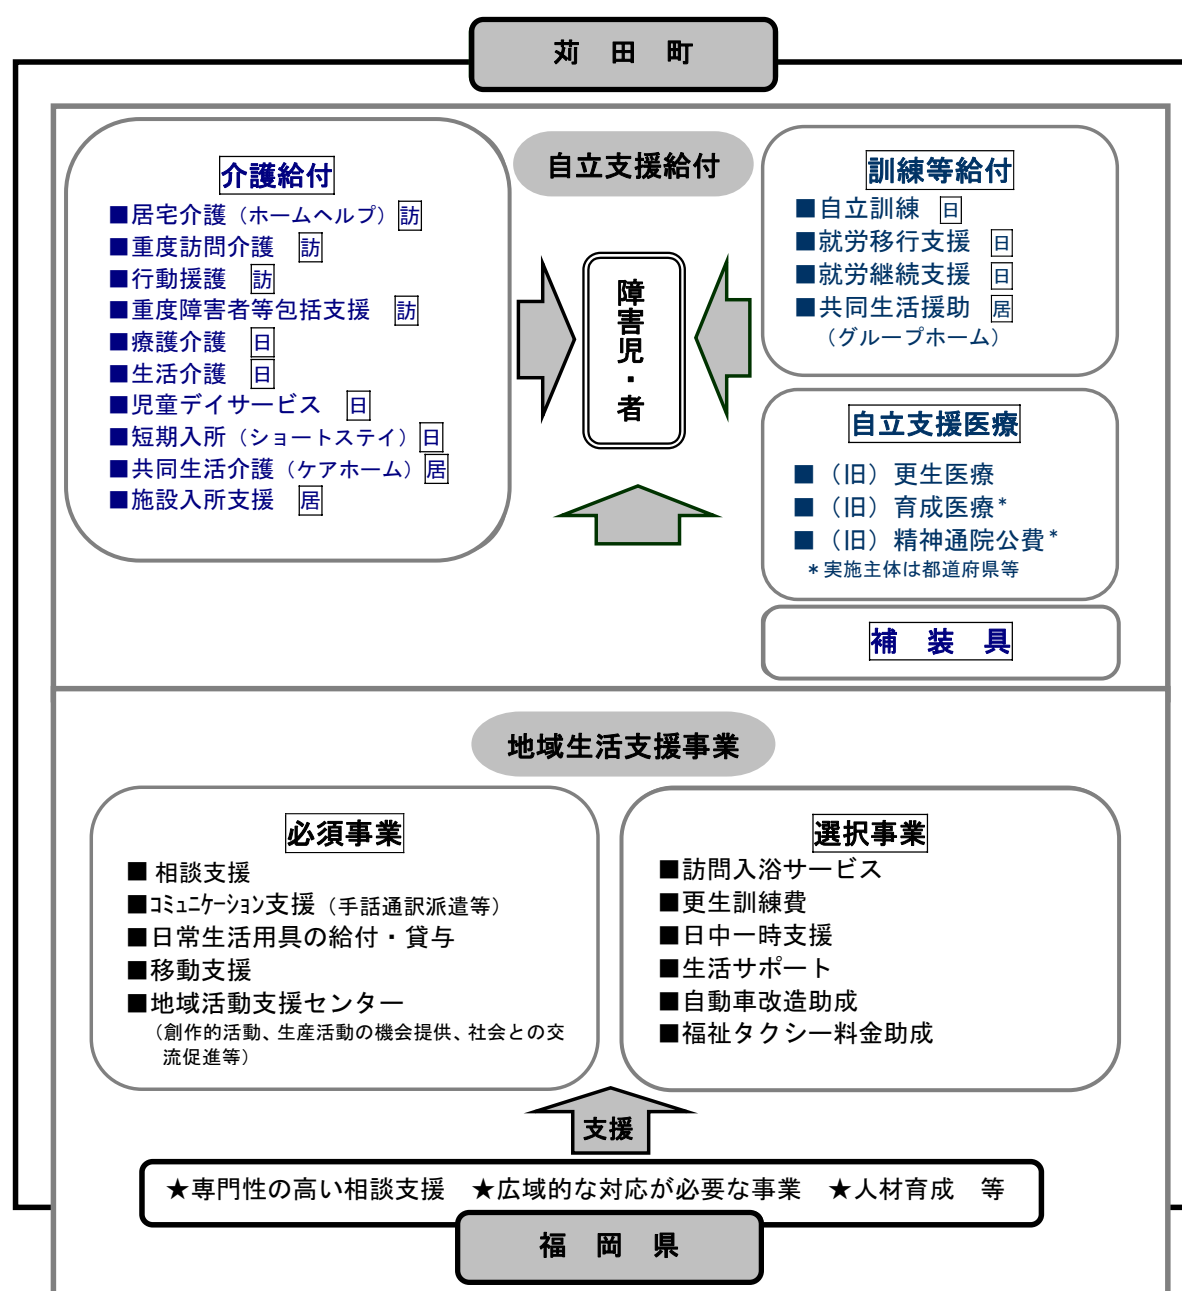 苅　田　町
自立支援給付
介護給付
■居宅介護（ホームヘルプ）訪
■重度訪問介護　訪
■行動援護　訪
■重度障害者等包括支援　訪
■療護介護　日
■生活介護　日
■児童デイサービス　日
■短期入所（ショートステイ）日
■共同生活介護（ケアホーム）居
■施設入所支援　居
障害児・者
訓練等給付
■自立訓練　日
■就労移行支援　日
■就労継続支援　日
■共同生活援助　居
（グループホーム）
自立支援医療
■（旧）更生医療
■（旧）育成医療*
■（旧）精神通院公費*
*実施主体は都道府県等
補　装　具
地域生活支援事業
必須事業
■ 相談支援
■ｺﾐｭﾆｹｰｼｮﾝ支援（手話通訳派遣等）
■日常生活用具の給付・貸与
■移動支援
■地域活動支援センター
（創作的活動、生産活動の機会提供、社会との交
流促進等）
選択事業
■訪問入浴サービス
■更生訓練費
■日中一時支援
■生活サポート
■自動車改造助成
■福祉タクシー料金助成
支援
★専門性の高い相談支援　★広域的な対応が必要な事業　★人材育成　等
福　岡　県